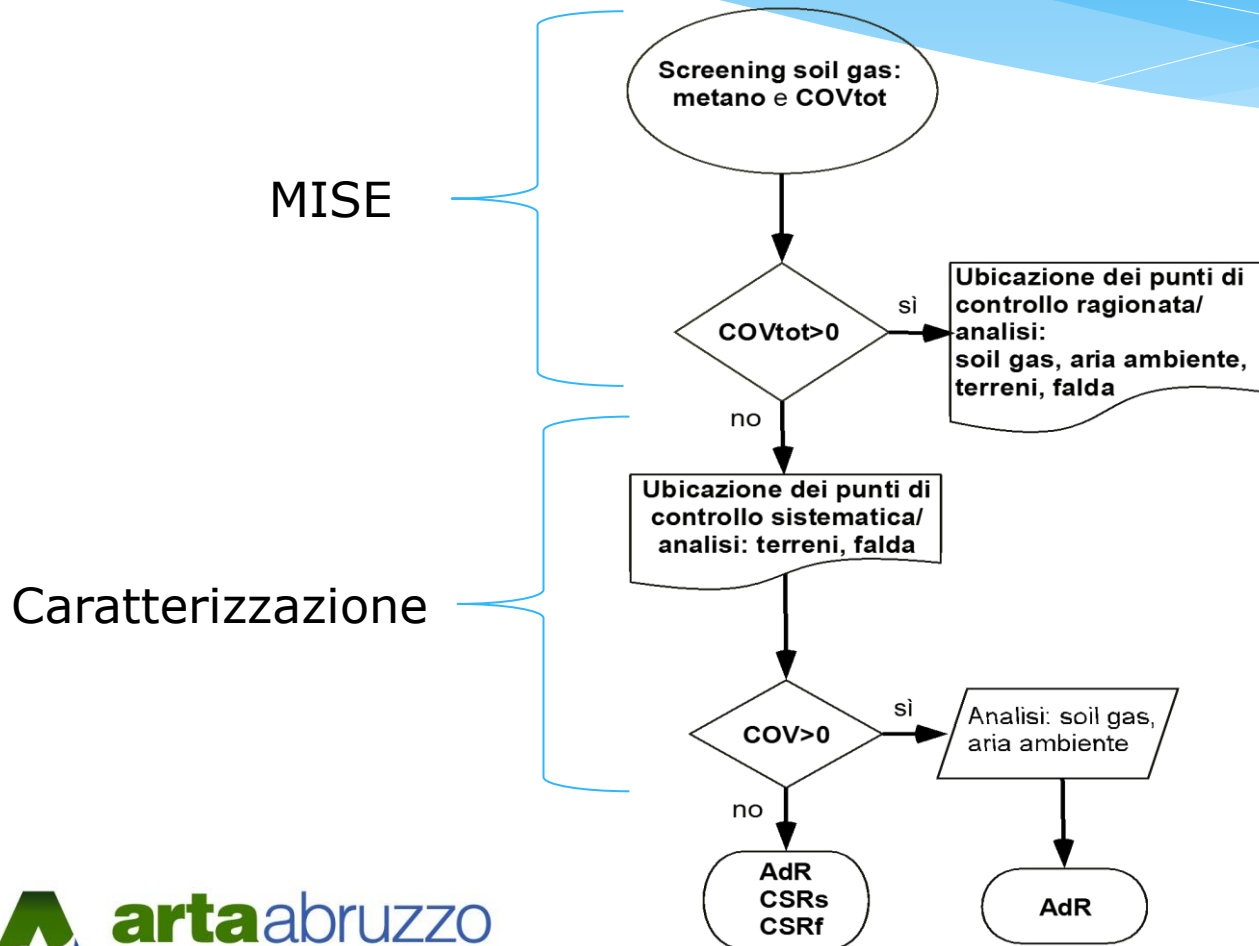 Screening soil gas:
metano e COVtot
MISE
COVtot>0
sì
Ubicazione dei punti di
controllo ragionata/
analisi:
soil gas, aria ambiente,
terreni, falda
no
Ubicazione dei punti di
controllo sistematica/
analisi: terreni, falda
Caratterizzazione
COV>0
sì
Analisi: soil gas,
aria ambiente
no
AdR
CSRs
CSRf
AdR
artaabruzzo